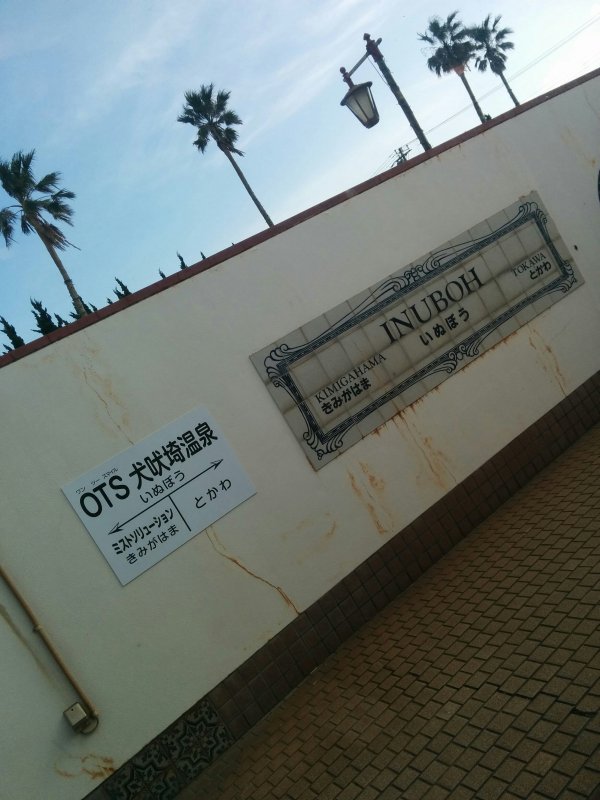 INUBOH
いぬぼう
KIMIGAHAMA
きみがはま
TOKAWA
とかわ
ワン ツー スマイル
OTS 犬吠埼温泉
いぬぼう
ミストソリューション
きみがはま
とかわ